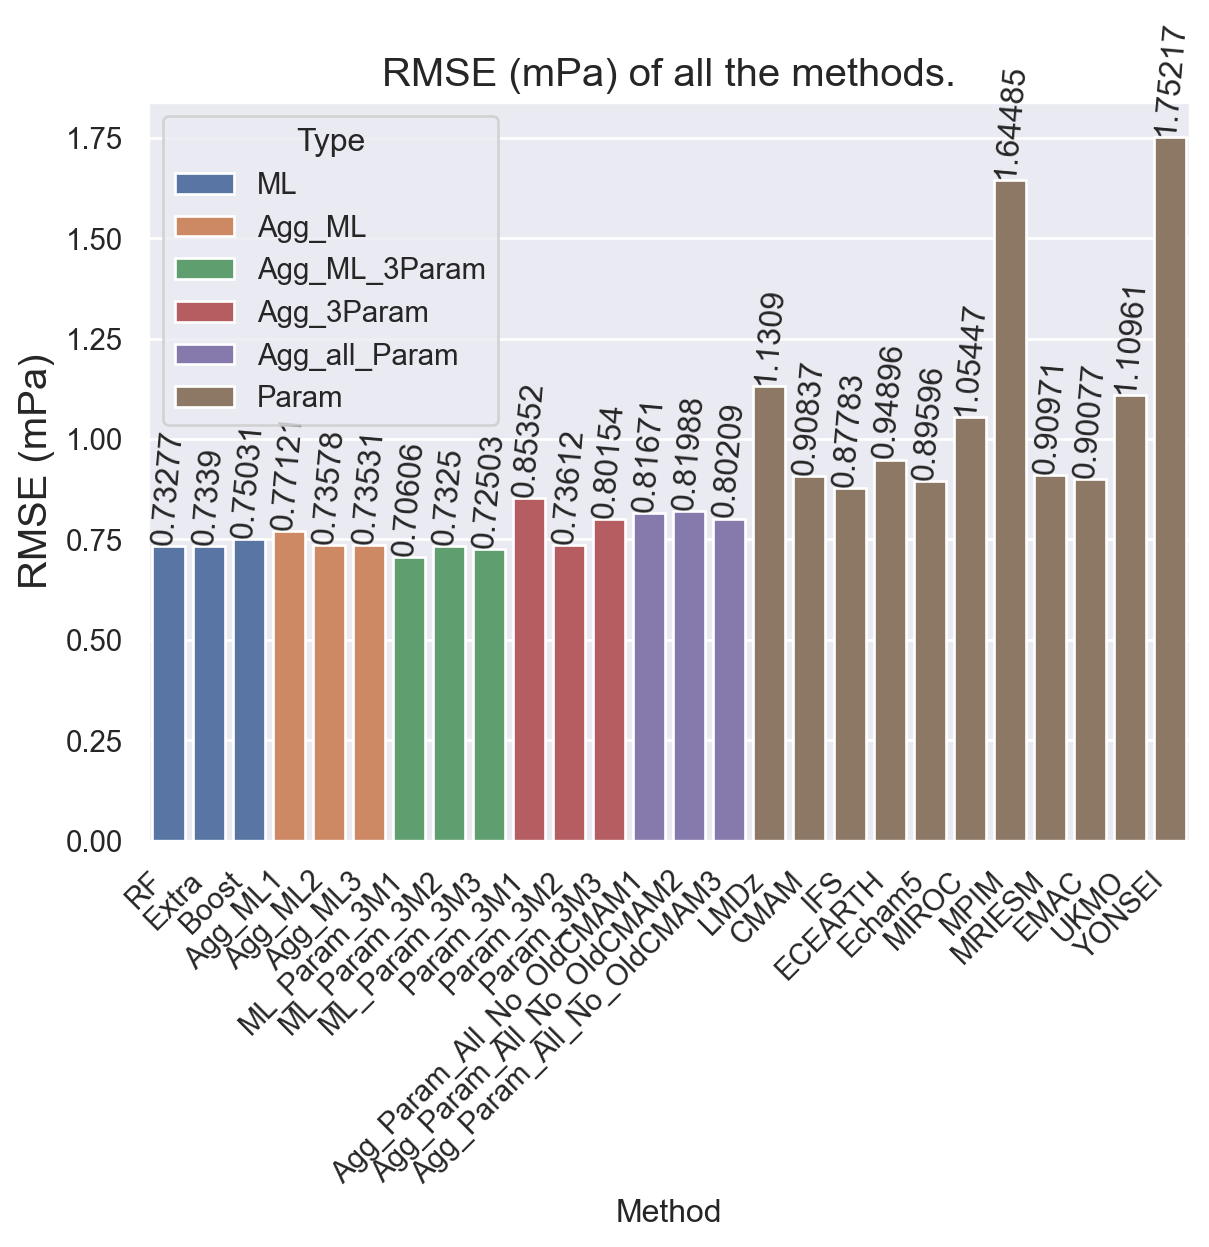 RMSE (mPa) of all the methods.
Type
ML
Agg_ML
Agg_ML_3Param
Agg_3Param
Agg_all_Param
Param
RMSE (mPa)
1.75
1.50
1.25
1.00
0.75
0.50
0.25
0.00
0.73277
0.7339
0.75031
0.77121
0.73578
0.73531
0.70606
0.7325
0.72503
0.85352
0.73612
0.80154
0.81671
0.81988
0.80209
1.1309
0.90837
0.87783
0.94896
0.89596
1.05447
1.64485
0.90971
0.90077
1.10961
1.75217
RF
Extra
Boost
Agg_ML1
Agg_ML2
Agg_ML3
ML_Param_3M1
ML_Param_3M2
ML_Param_3M3
Param_3M1
Param_3M2
Param_3M3
Agg_Param_All_No_OldCMAM1
Agg_Param_All_No_OldCMAM2
Agg_Param_All_No_OldCMAM3
LMDz
CMAM
IFS
ECEARTH
Echam5
MIROC
MPIM
MRIESM
EMAC
UKMO
YONSEI
Method